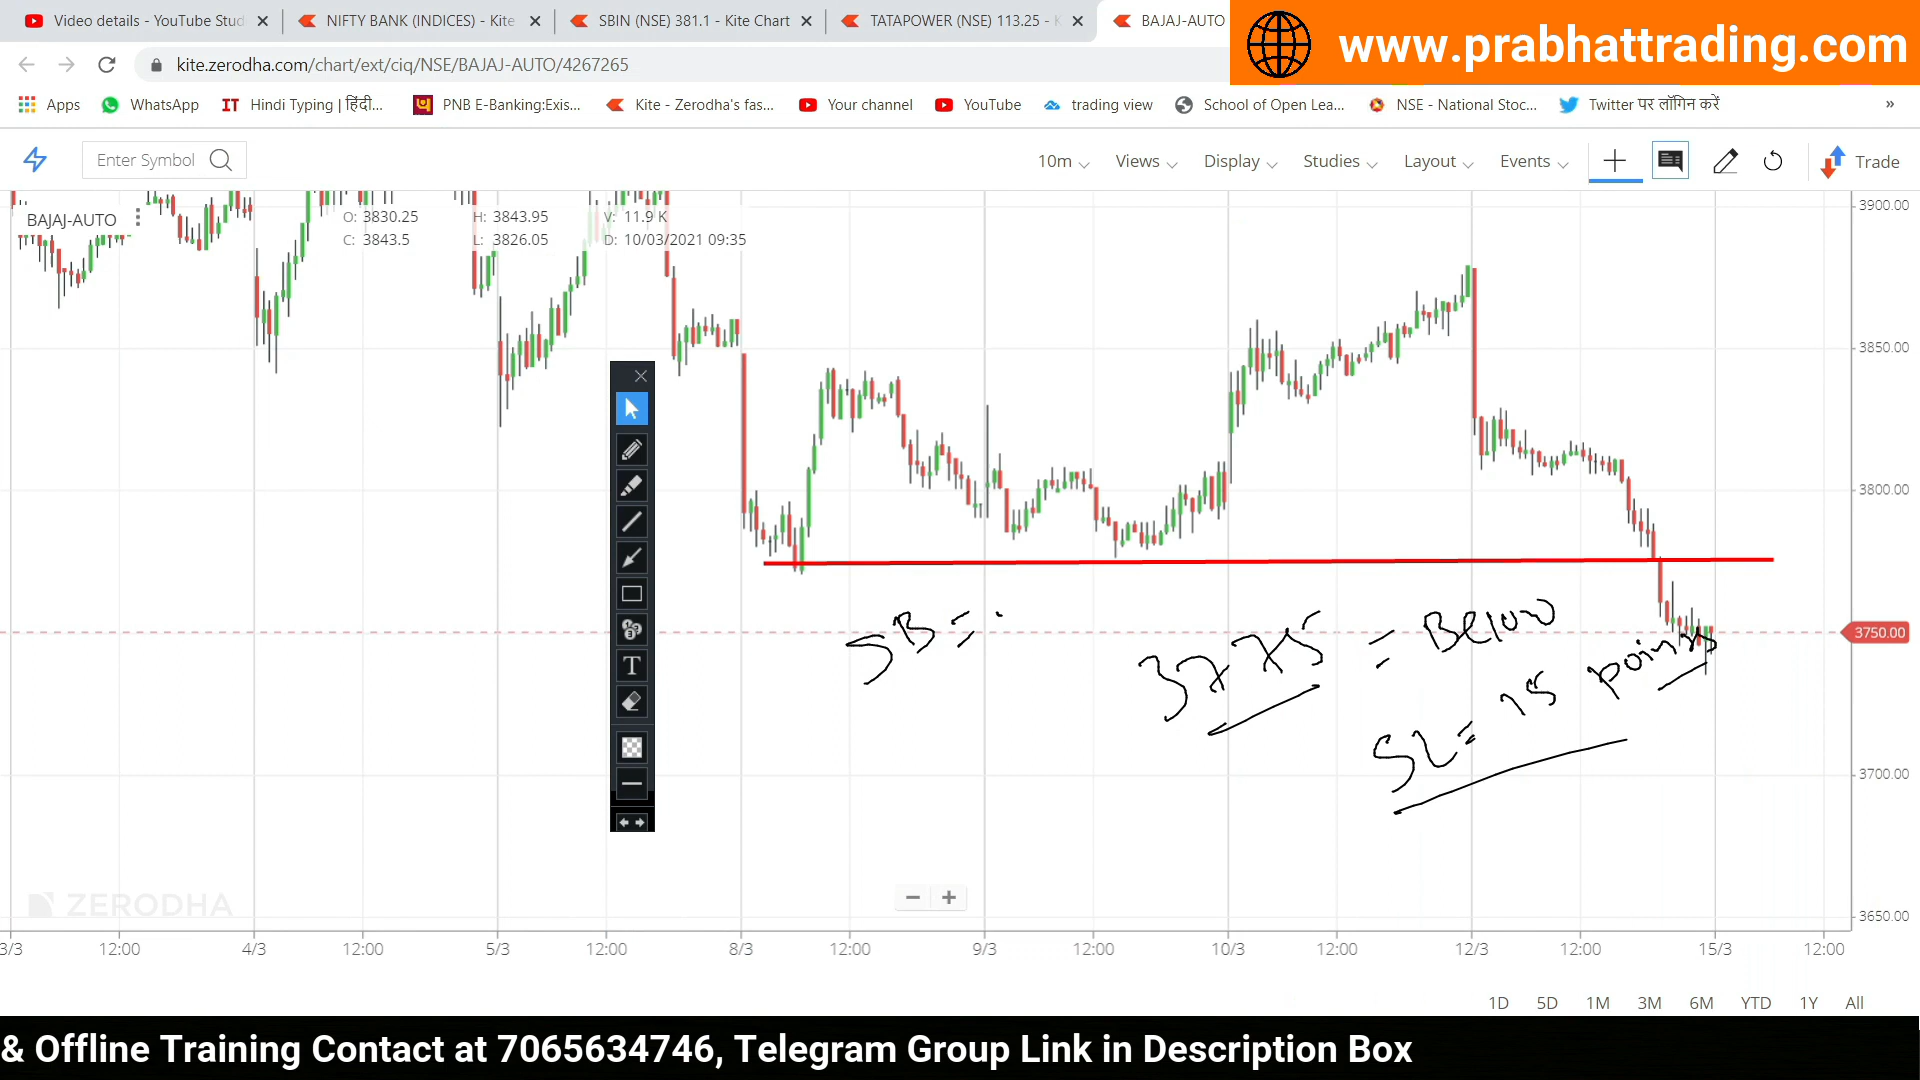 Video details - YouTube Stud
NIFTY BANK (INDICES) - Kite
SBIN (NSE) 381.1 - Kite Chart
TATAPOWER (NSE) 113.25 - K
BAJAJ-AUTO
www.prabhattrading.com
kite.zerodha.com/chart/ext/ciq/NSE/BAJAJ-AUTO/4267265
Apps
WhatsApp
IT Hindi Typing | हिंदी...
PNB E-Banking:Exis...
Kite - Zerodha's fas...
Your channel
YouTube
trading view
School of Open Lea...
NSE - National Stoc...
Twitter पर लॉगिन करें
»
Enter Symbol
10m
Views
Display
Studies
Layout
Events
Trade
BAJAJ-AUTO
O: 3830.25 H: 3843.95 V: 11.9 K
C: 3843.5 L: 3826.05 D: 10/03/2021 09:35
3900.00
3850.00
3800.00
3750.00
3700.00
3650.00
T
SB =
3775 = Below
SL = 15 points
ZERODHA
3/3 12:00 4/3 12:00 5/3 12:00 8/3 12:00 9/3 12:00 10/3 12:00 12/3 12:00 15/3 12:00
1D 5D 1M 3M 6M YTD 1Y All
& Offline Training Contact at 7065634746, Telegram Group Link in Description Box